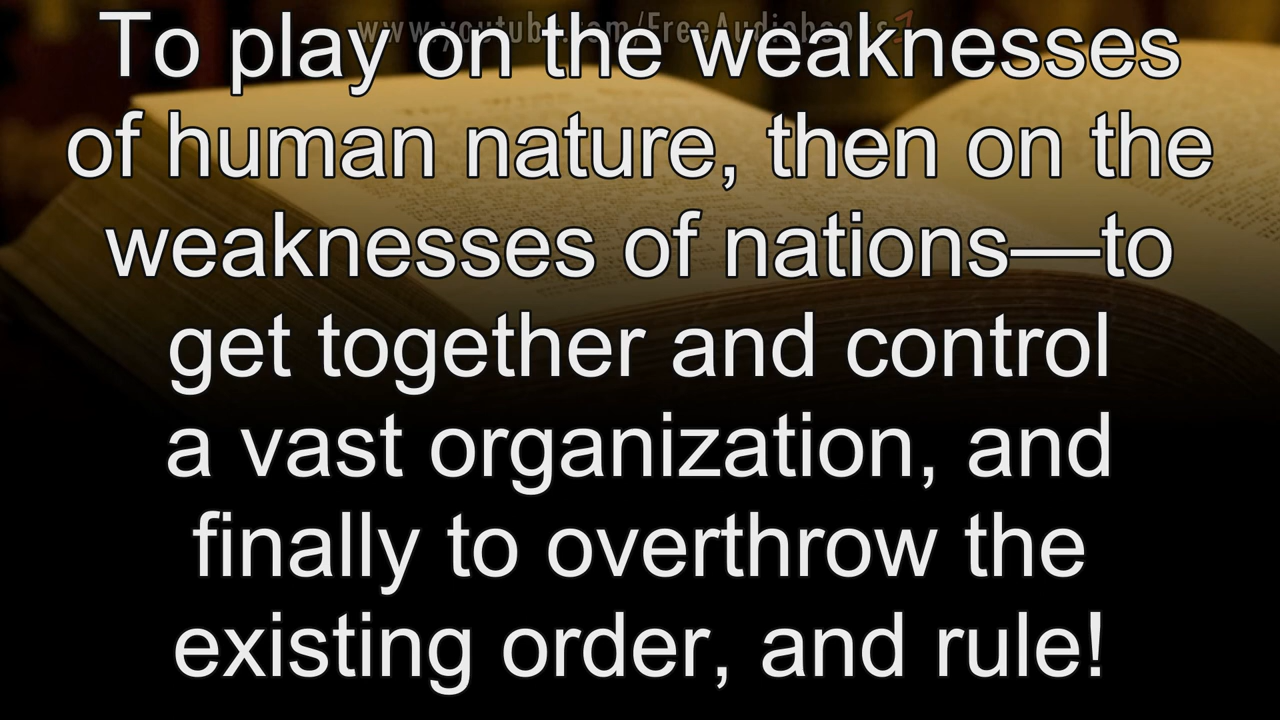 www.youtube.com/FreeAudiobooks1
To play on the weaknesses
of human nature, then on the
weaknesses of nations—to
get together and control
a vast organization, and
finally to overthrow the
existing order, and rule!